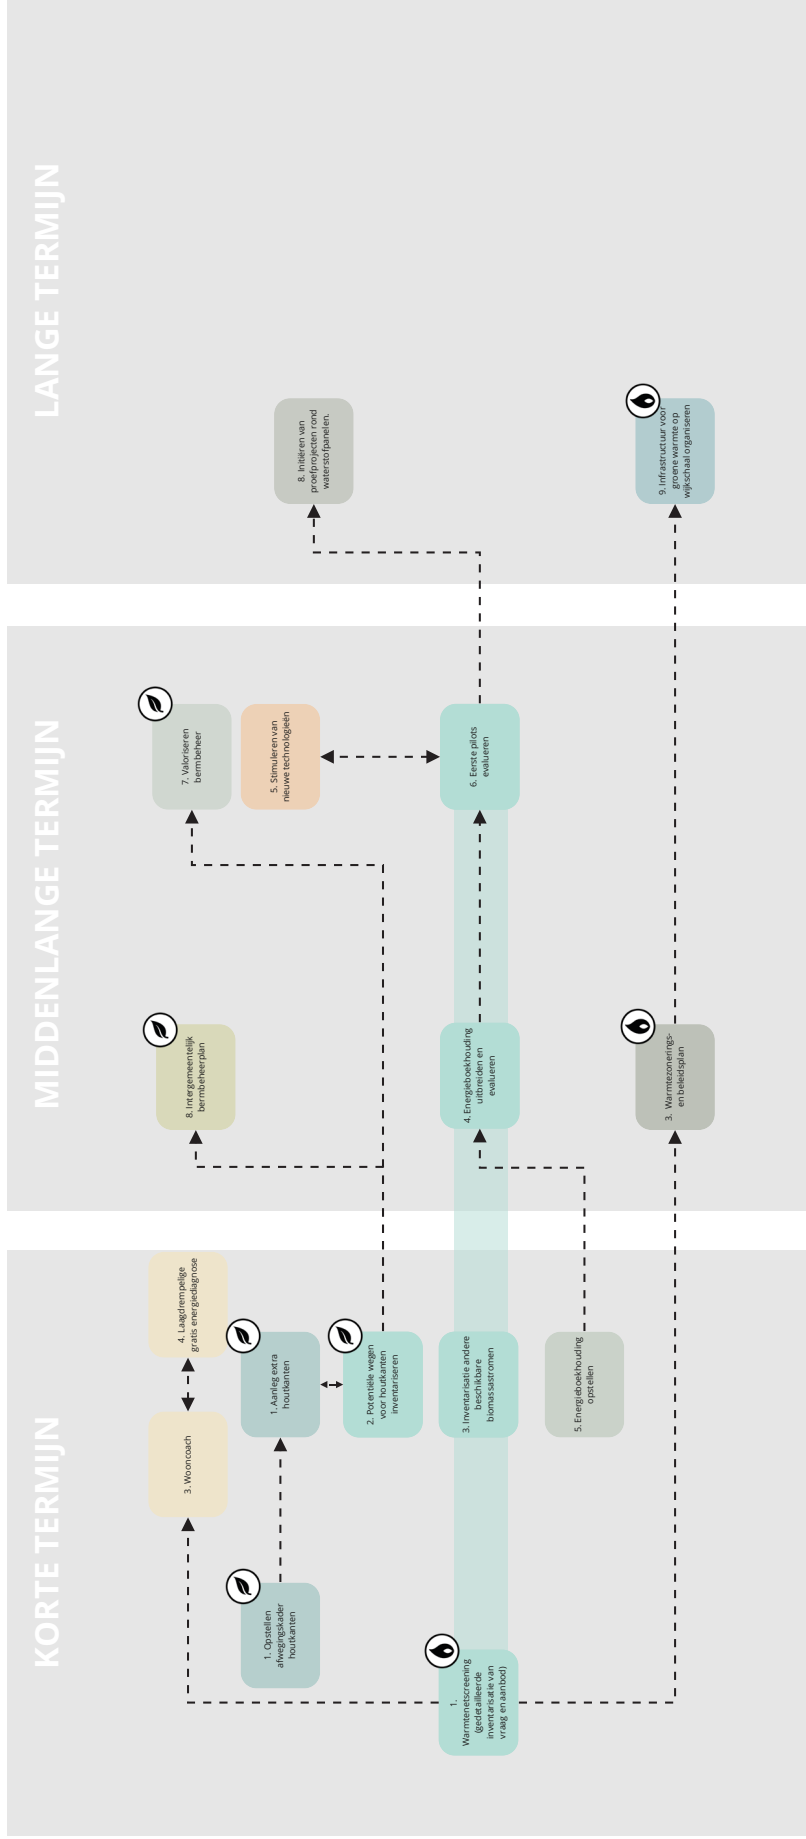 KORTE TERMIJN
3. Wooncoach
4. Laagdrempelige
gratis energiediagnose
1. Opstellen
afwegingskader
houtkanten
1. Aanleg extra
houtkanten
2. Potentiële wegen
voor houtkanten
inventariseren
1.
Warmtenetscreening
(gedetailleerde
inventarisatie van
vraag en aanbod)
3. Inventarisatie andere
beschikbare
biomassastromen
5. Energieboekhouding
opstellen
MIDDENLANGE TERMIJN
8. Intergemeentelijk
bermbeheerplan
7. Valoriseren
bermbeheer
5. Stimuleren van
nieuwe technologieën
4. Energieboekhouding
uitbreiden en
evalueren
6. Eerste pilots
evalueren
3. Warmtezonerings-
en beleidsplan
LANGE TERMIJN
8. Initiëren van
proefprojecten rond
waterstofpanelen.
9. Infrastructuur voor
groene warmte op
wijkschaal organiseren